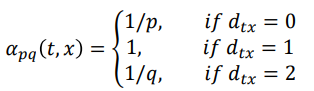 1/p, if d_tx = 0
α_pq(t, x) = { 1, if d_tx = 1
1/q, if d_tx = 2